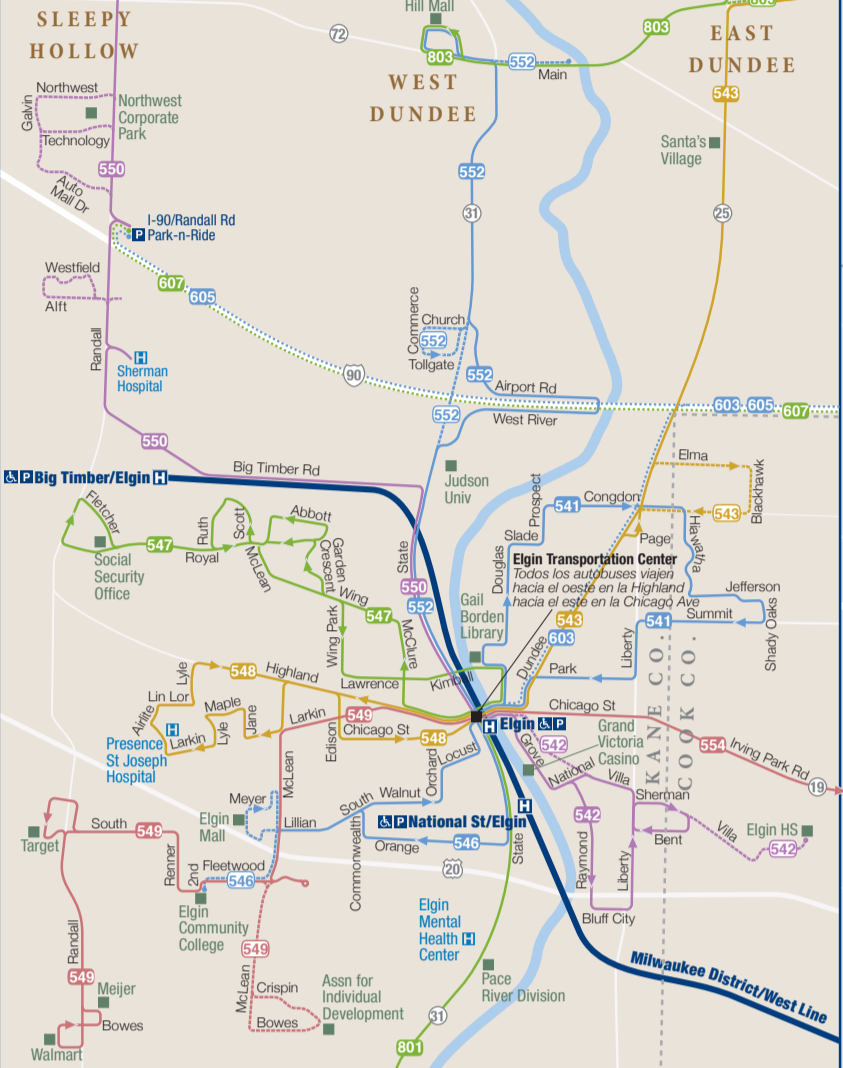 Hill Mall
803
SLEEPY
HOLLOW
72
803
EAST
DUNDEE
803
552
Main
WEST
DUNDEE
543
Northwest
Galvin
Northwest
Corporate
Park
Technology
Santa's
Village
550
Auto
Mall Dr
552
31
25
I-90/Randall Rd
P Park-n-Ride
Westfield
607
605
Alft
Commerce
Church
552
Tollgate
Randall
H
Sherman
Hospital
90
552
Airport Rd
552
603
605
607
West River
550
Elma
Big Timber/Elgin
P
H
Big Timber Rd
Judson
Univ
Blackhawk
Prospect
541
Congdon
543
Fletcher
Ruth
Scott
Abbott
Slade
Hiawatha
547
Royal
McLean
Garden
Crescent
State
Page
Social
Security
Office
Elgin Transportation Center
Todos los autobuses viajen
hacia el oeste en la Highland
hacia el este en la Chicago Ave
Douglas
550
552
Wing
547
Jefferson
Gail
Borden
Library
543
541
Summit
603
Shady Oaks
Wing Park
McClure
Dundee
Liberty
Lyle
548
Highland
Lawrence
Kimball
Park
KANE CO.
COOK CO.
Lin Lor
Maple
Airlite
Larkin
549
Chicago St
H
Lyle
Jane
Edison
Chicago St
548
H
Elgin
P
Grand
Victoria
Casino
Presence
St Joseph
Hospital
Larkin
542
554
Irving Park Rd
Grove
McLean
Orchard
Locust
National
Villa
19
Meyer
South
Walnut
Sherman
South
549
Elgin
Mall
Lillian
P
National St/Elgin
H
542
Villa
Elgin HS
Target
Orange
546
State
Bent
542
Renner
2nd
Fleetwood
546
Commonwealth
20
Raymond
Liberty
Elgin
Community
College
Elgin
Mental
Health
Center
H
Bluff City
Randall
549
549
Milwaukee District/West Line
Meijer
McLean
Crispin
Assn for
Individual
Development
Pace
River Division
Bowes
Bowes
31
Walmart
801